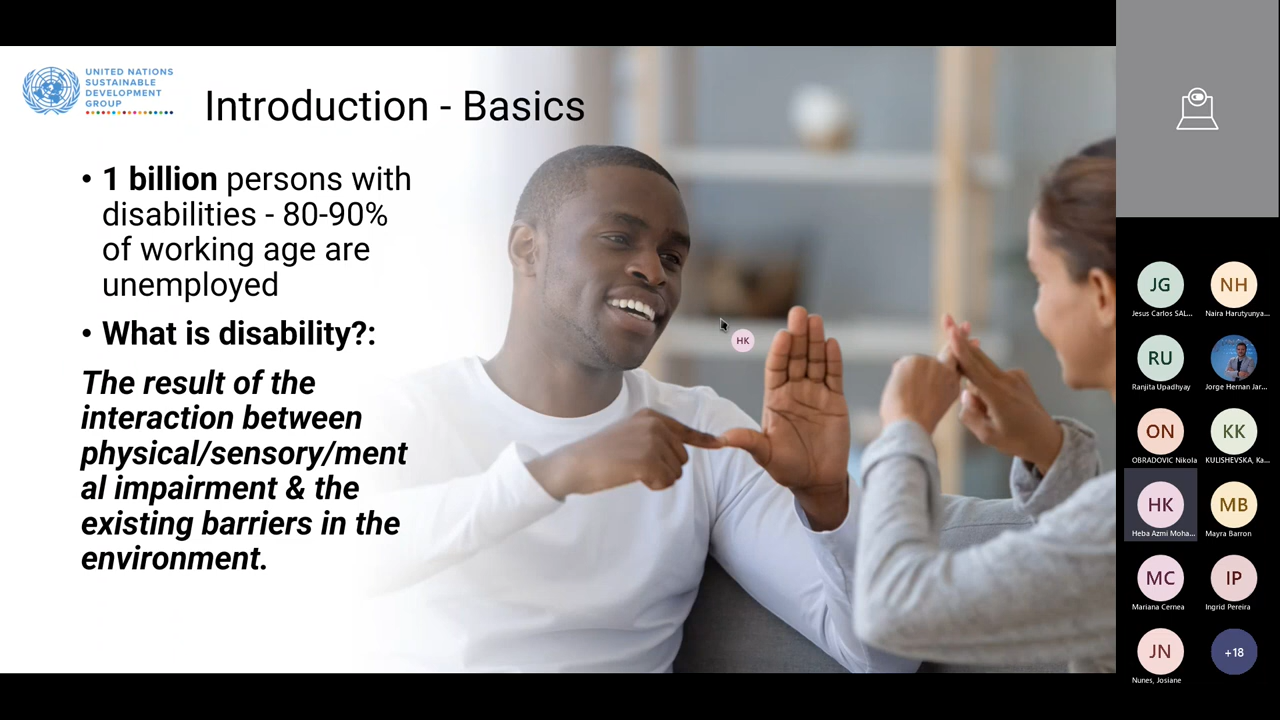 UNITED NATIONS
SUSTAINABLE
DEVELOPMENT
GROUP
Introduction - Basics
• 1 billion persons with
disabilities - 80-90%
of working age are
unemployed
• What is disability?:
The result of the
interaction between
physical/sensory/ment
al impairment & the
existing barriers in the
environment.
HK
JG
Jesus Carlos SAL...
NH
Naira Harutyunya...
RU
Ranjita Upadhyay
Jorge Hernan Jar...
ON
OBRADOVIC Nikola
KK
KULISHEVSKA, Ka...
HK
Heba Azmi Moha...
MB
Mayra Barron
MC
Mariana Cernea
IP
Ingrid Pereira
JN
Nunes, Josiane
+18